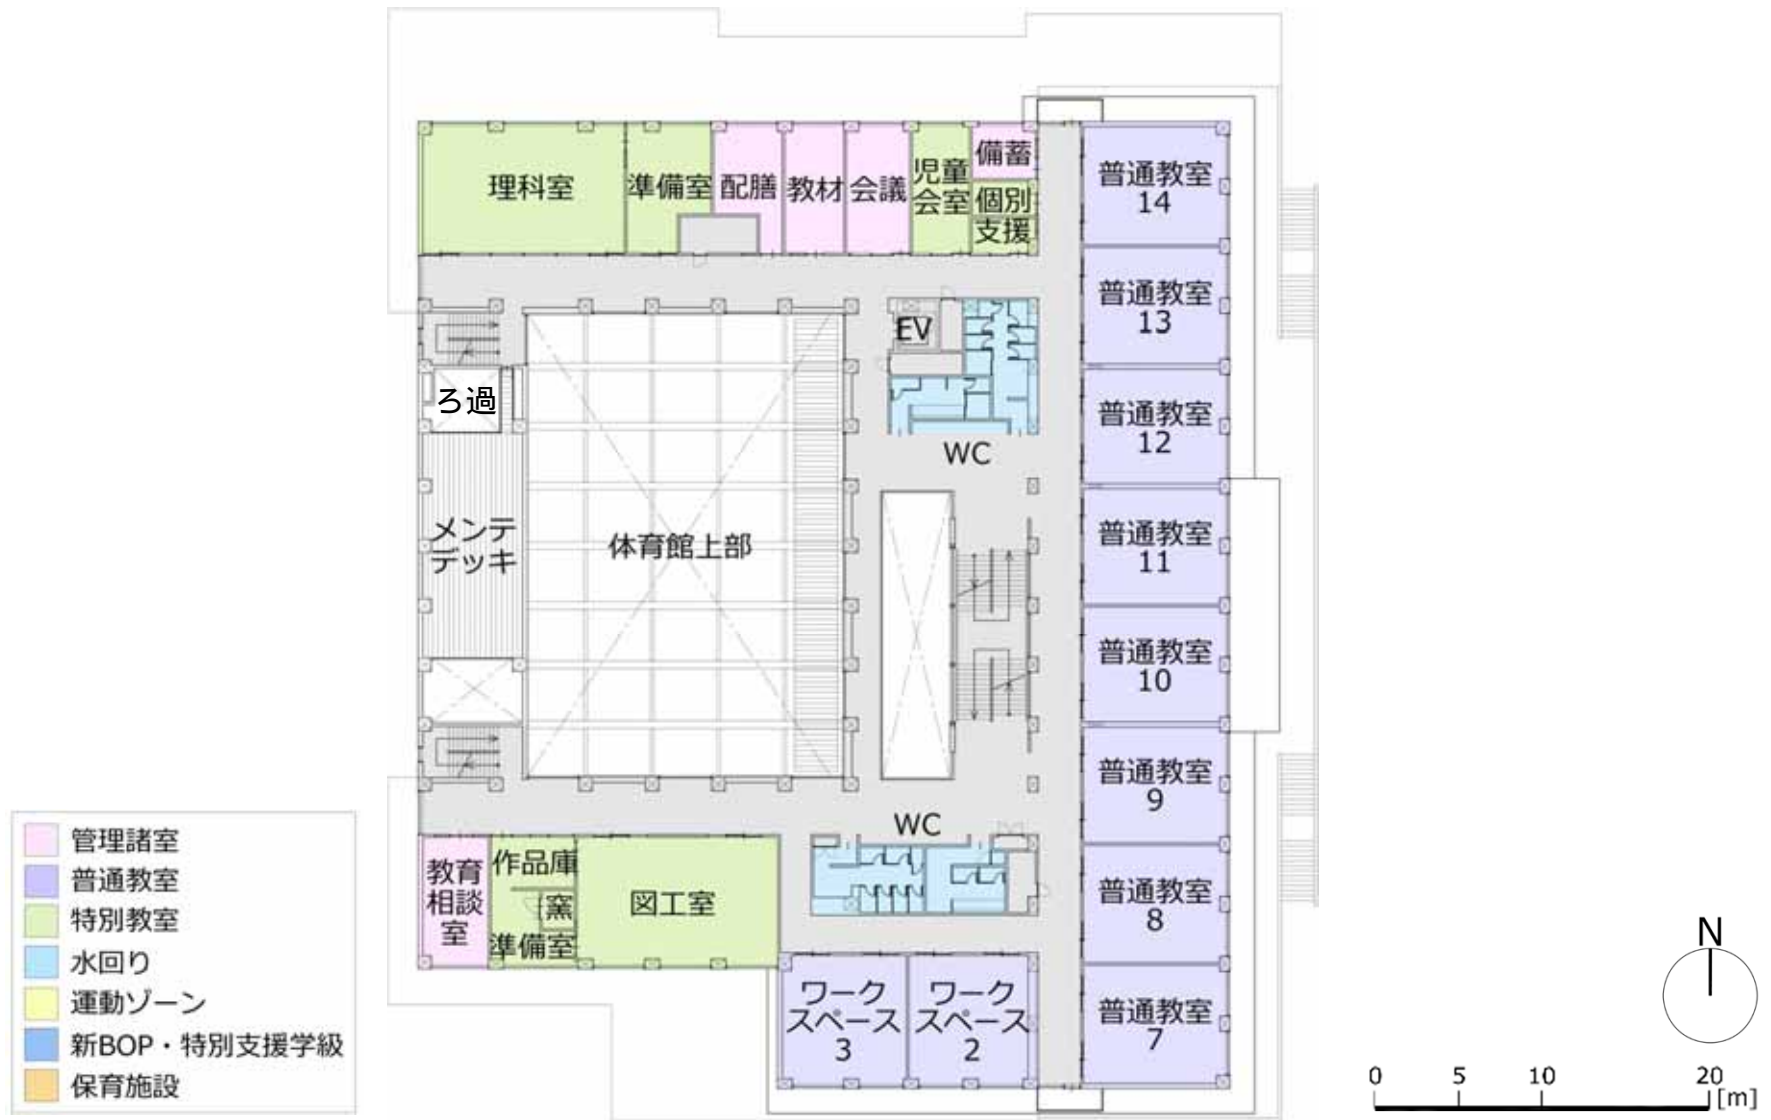 理科室
準備室
配膳
教材
会議
児童
会室
備蓄
個別
支援
普通教室
14
普通教室
13
EV
ろ過
普通教室
12
WC
メンテ
デッキ
体育館上部
普通教室
11
普通教室
10
普通教室
9
WC
教育
相談
室
作品庫
窯
準備室
図工室
普通教室
8
ワーク
スペース
3
ワーク
スペース
2
普通教室
7
管理諸室
普通教室
特別教室
水回り
運動ゾーン
新BOP・特別支援学級
保育施設
N
0 5 10 20
[m]